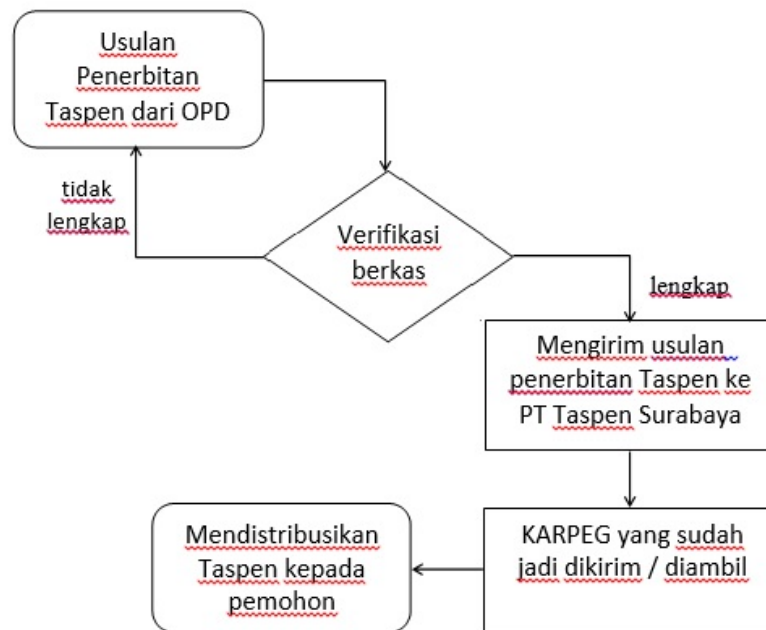 Usulan
Penerbitan
Taspen dari OPD
tidak
lengkap
Verifikasi
berkas
lengkap
Mengirim usulan
penerbitan Taspen ke
PT Taspen Surabaya
KARPEG yang sudah
jadi dikirim / diambil
Mendistribusikan
Taspen kepada
pemohon